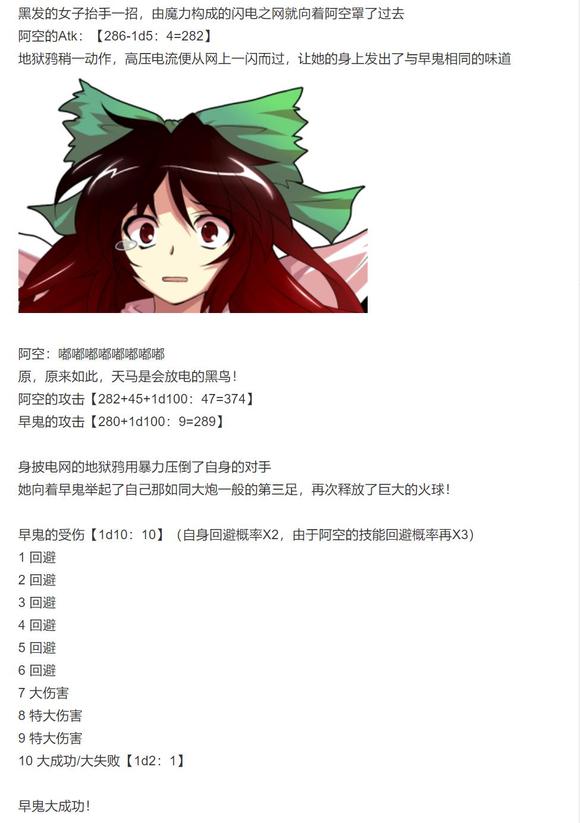 黑发的女子抬手一招，由魔力构成的闪电之网就向着阿空罩了过去
阿空的Atk：【286-1d5：4=282】
地狱鸦稍一动作，高压电流便从网上一闪而过，让她的身上发出了与早鬼相同的味道
阿空：嘟嘟嘟嘟嘟嘟嘟嘟
原，原来如此，天马是会放电的黑鸟！
阿空的攻击【282+45+1d100：47=374】
早鬼的攻击【280+1d100：9=289】
身披电网的地狱鸦用暴力压倒了自身的对手
她向着早鬼举起了自己那如同大炮一般的第三足，再次释放了巨大的火球！
早鬼的受伤【1d10：10】（自身回避概率X2，由于阿空的技能回避概率再X3）
1 回避
2 回避
3 回避
4 回避
5 回避
6 回避
7 大伤害
8 特大伤害
9 特大伤害
10 大成功/大失败【1d2：1】
早鬼大成功！